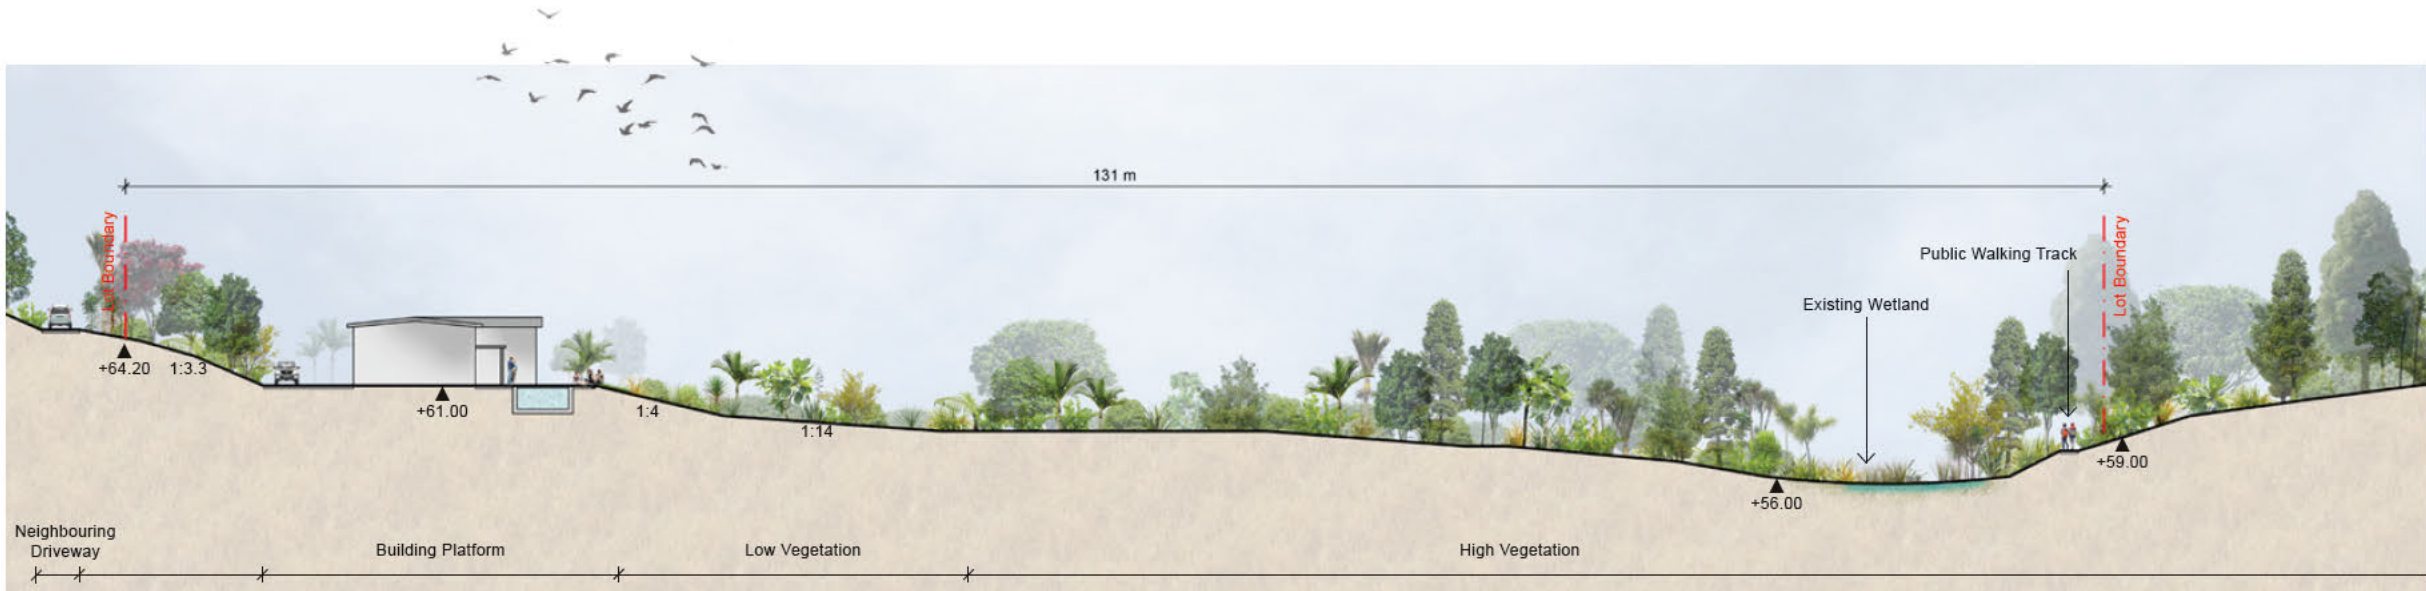 131 m
Lot Boundary
Lot Boundary
Public Walking Track
Existing Wetland
+64.20
1:3.3
+61.00
1:4
1:14
+59.00
+56.00
Neighbouring
Driveway
Building Platform
Low Vegetation
High Vegetation